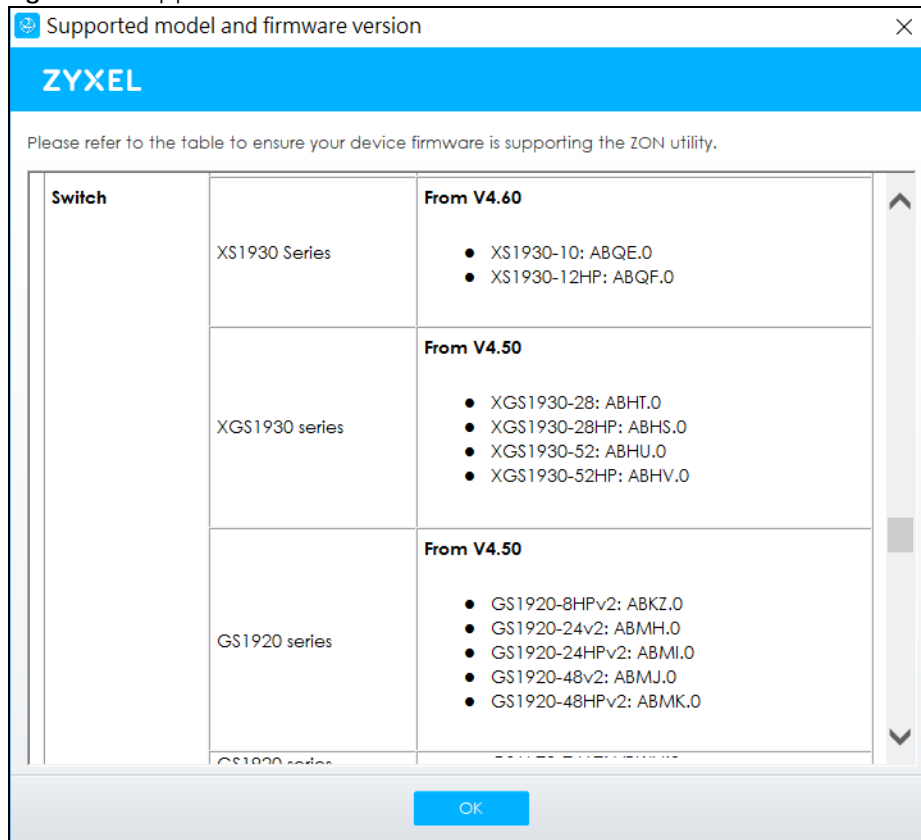 Supported model and firmware version
ZYXEL
Please refer to the table to ensure your device firmware is supporting the ZON utility.
Switch
XS1930 Series
From V4.60
● XS1930-10: ABQE.0
● XS1930-12HP: ABQF.0
XGS1930 series
From V4.50
● XGS1930-28: ABHT.0
● XGS1930-28HP: ABHS.0
● XGS1930-52: ABHU.0
● XGS1930-52HP: ABHV.0
GS1920 series
From V4.50
● GS1920-8HPv2: ABKZ.0
● GS1920-24v2: ABMH.0
● GS1920-24HPv2: ABMI.0
● GS1920-48v2: ABMJ.0
● GS1920-48HPv2: ABMK.0
GS1920 series
OK